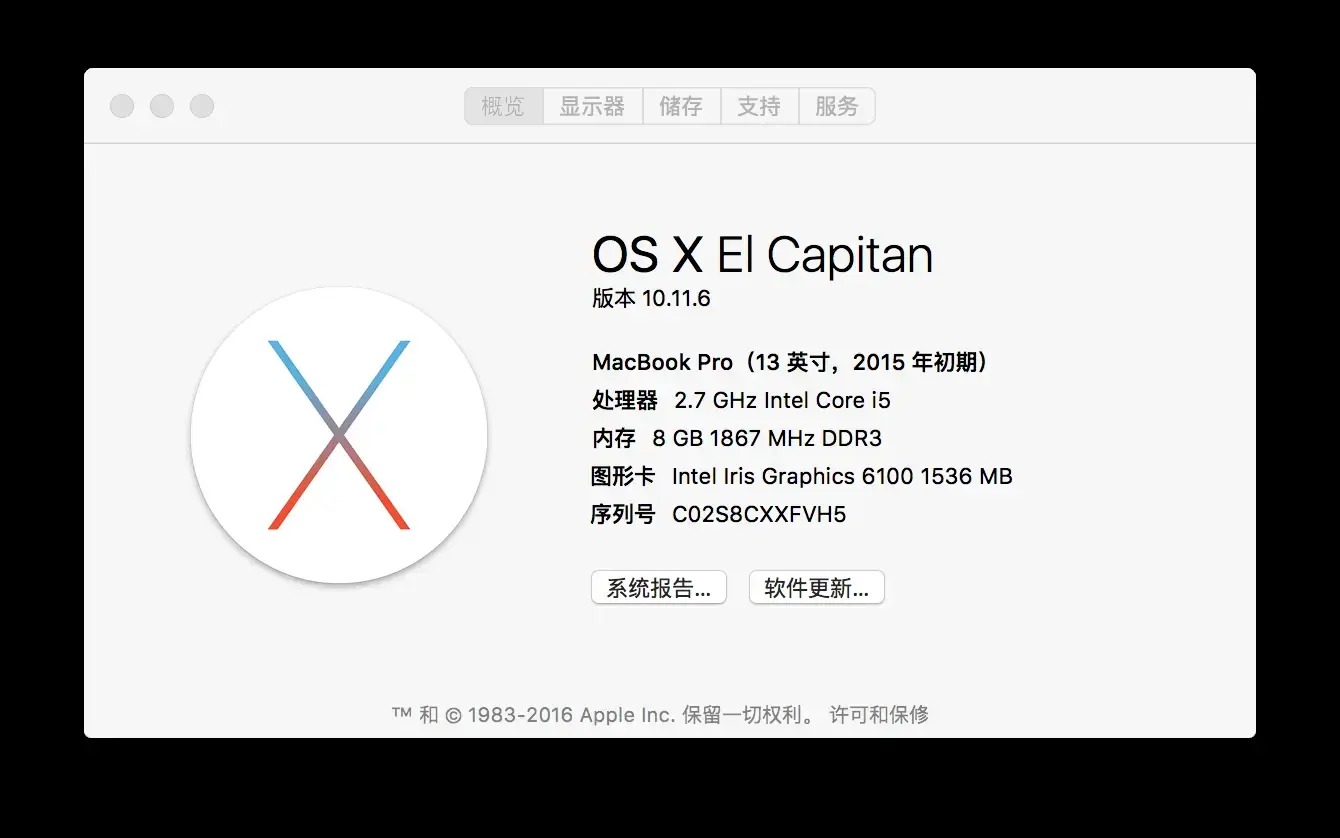 概览 显示器 储存 支持 服务
OS X El Capitan
版本 10.11.6
MacBook Pro（13 英寸，2015 年初期）
处理器 2.7 GHz Intel Core i5
内存 8 GB 1867 MHz DDR3
图形卡 Intel Iris Graphics 6100 1536 MB
序列号 C02S8CXXFVH5
系统报告... 软件更新...
™ 和 © 1983-2016 Apple Inc. 保留一切权利。 许可和保修